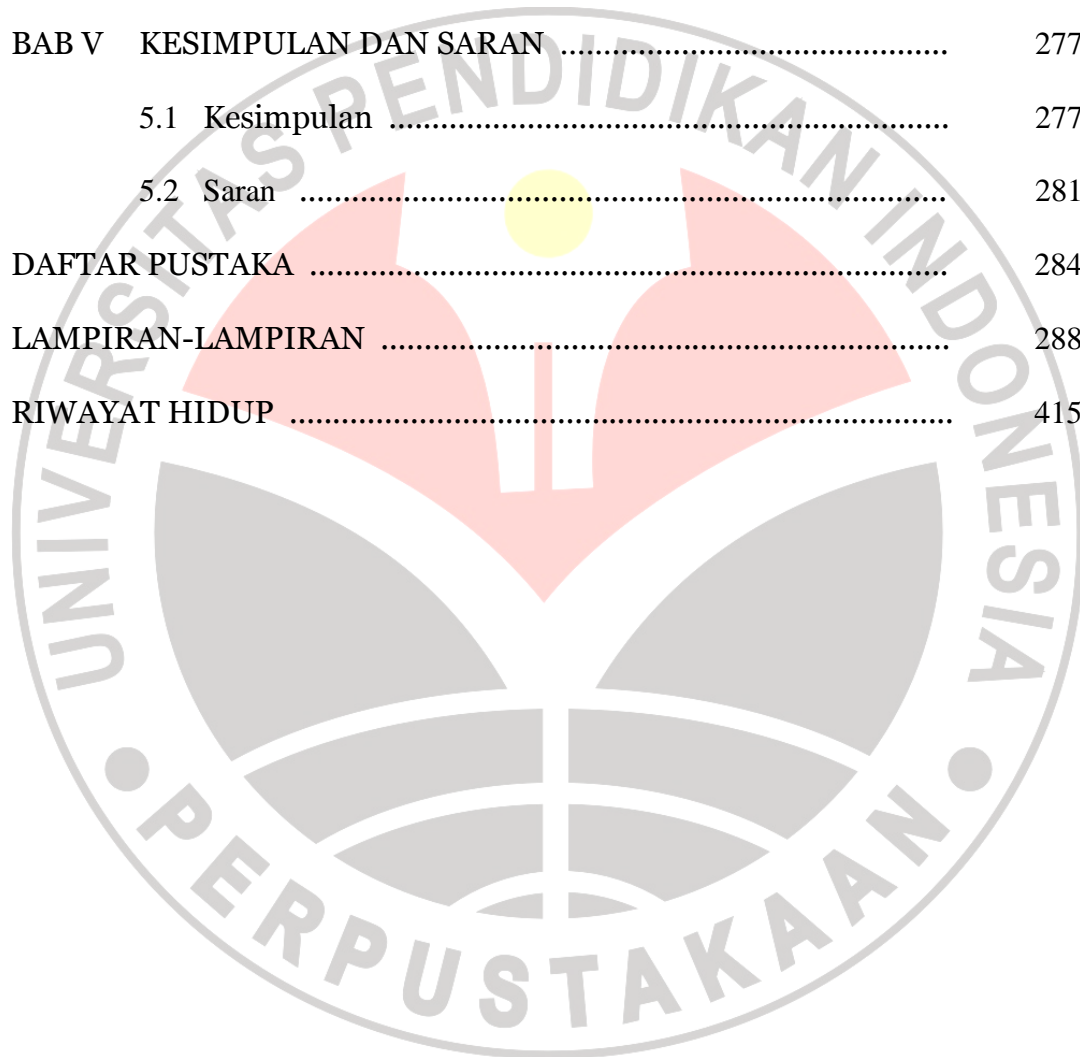 BAB V KESIMPULAN DAN SARAN ............................................ 277
5.1 Kesimpulan ................................................................ 277
5.2 Saran .......................................................................... 281
DAFTAR PUSTAKA ......................................................................... 284
LAMPIRAN-LAMPIRAN ................................................................. 288
RIWAYAT HIDUP ............................................................................ 415
UNIVERSITAS PENDIDIKAN INDONESIA
PERPUSTAKAAN